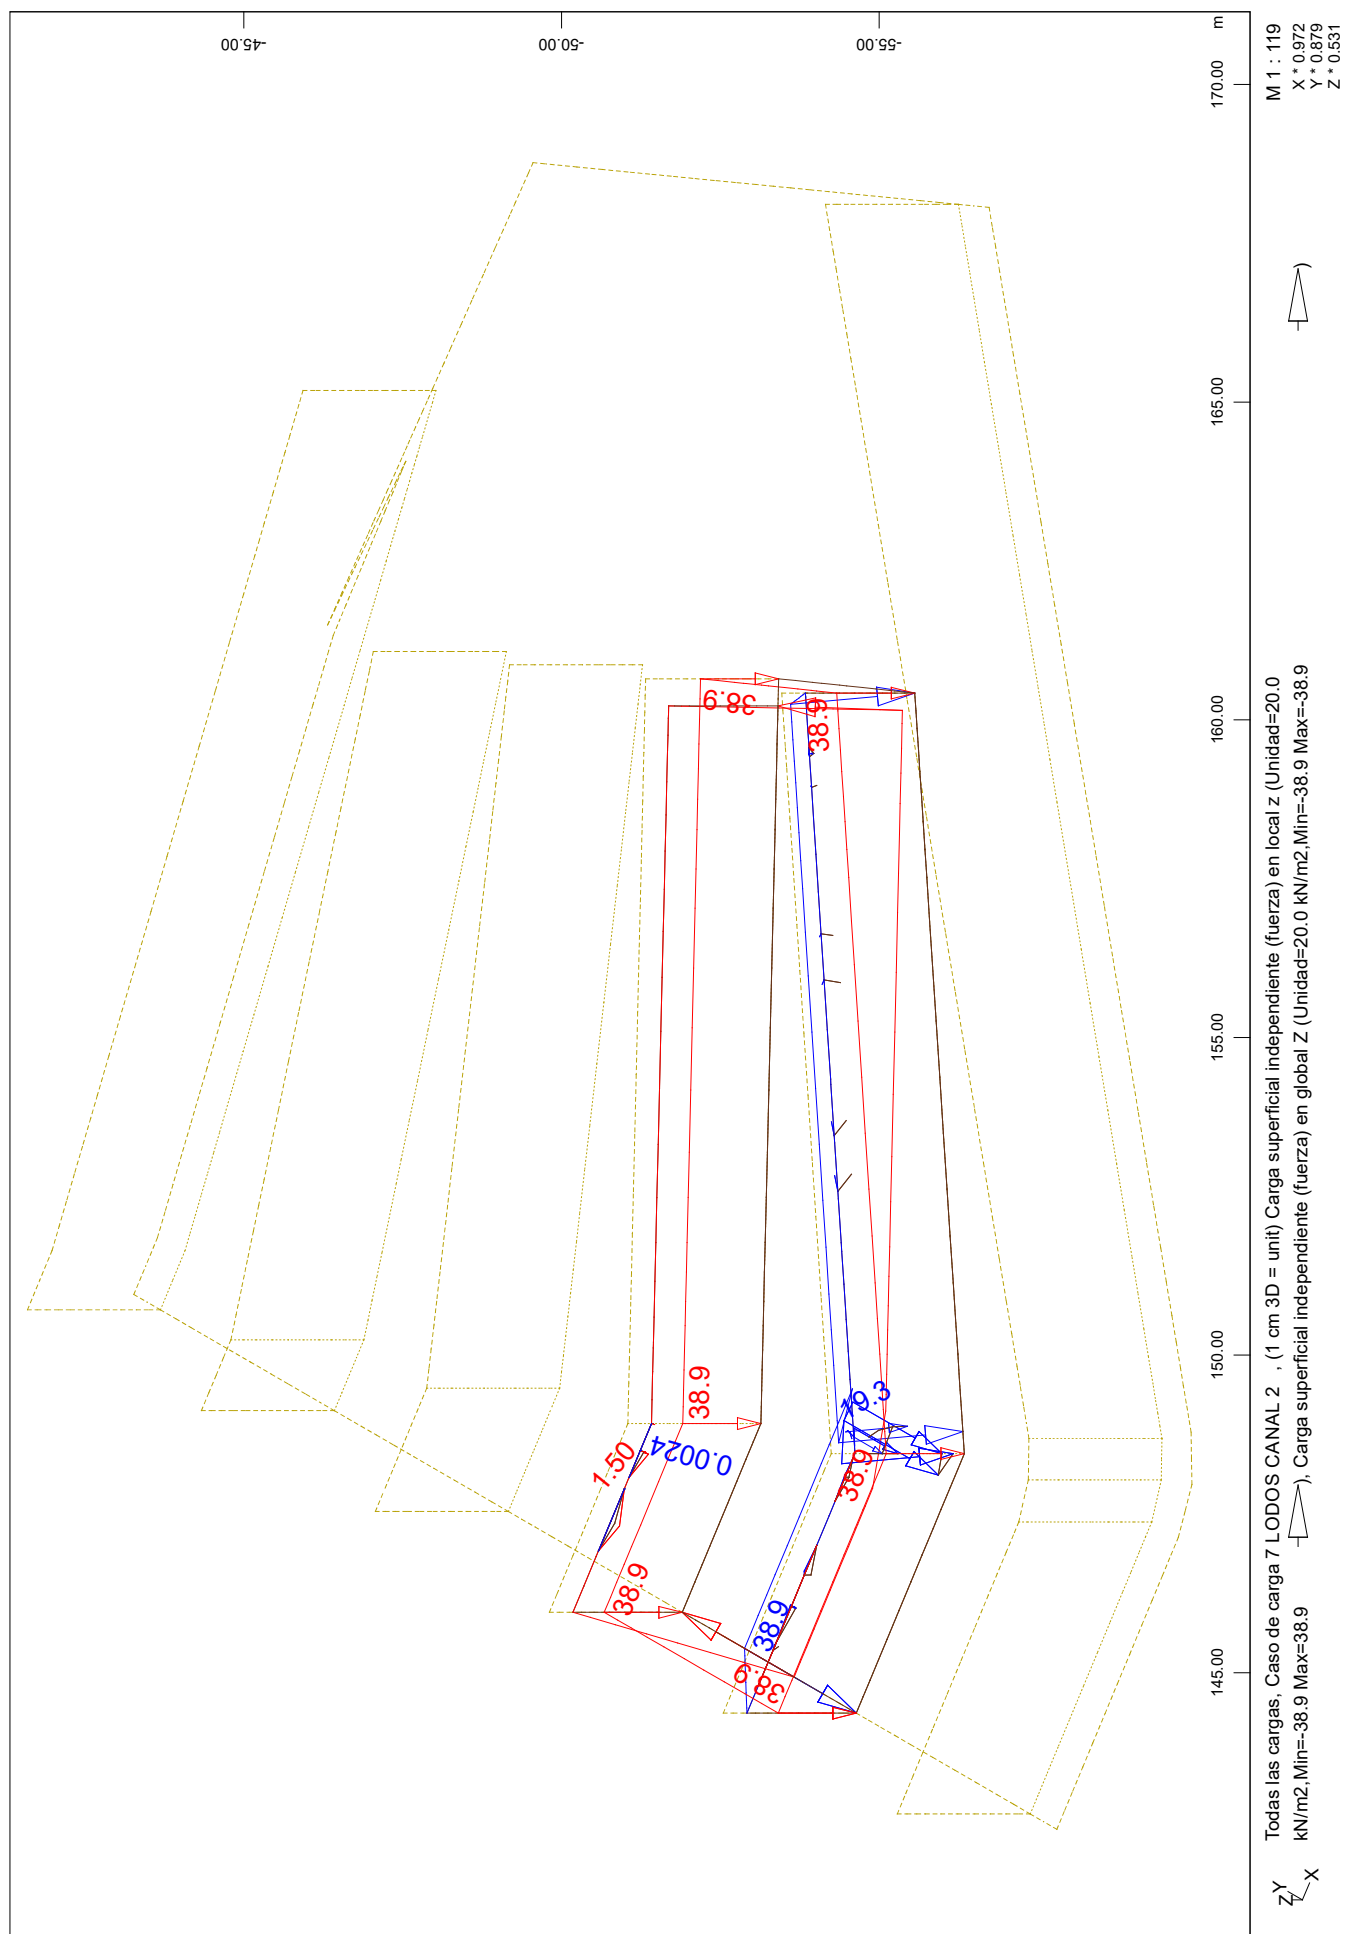 -45.00
-50.00
-55.00
m
170.00
165.00
160.00
155.00
150.00
145.00
38.9
38.9
38.9
1.50
0.0024
9.3
38.9
38.9
38.9
38.9
Todas las cargas, Caso de carga 7 LODOS CANAL 2 , (1 cm 3D = unit) Carga superficial independiente (fuerza) en local z (Unidad=20.0
kN/m2,Min=-38.9 Max=38.9 ), Carga superficial independiente (fuerza) en global Z (Unidad=20.0 kN/m2,Min=-38.9 Max=-38.9 )
M 1 : 119
X * 0.972
Y * 0.879
Z * 0.531
Z
Y
X